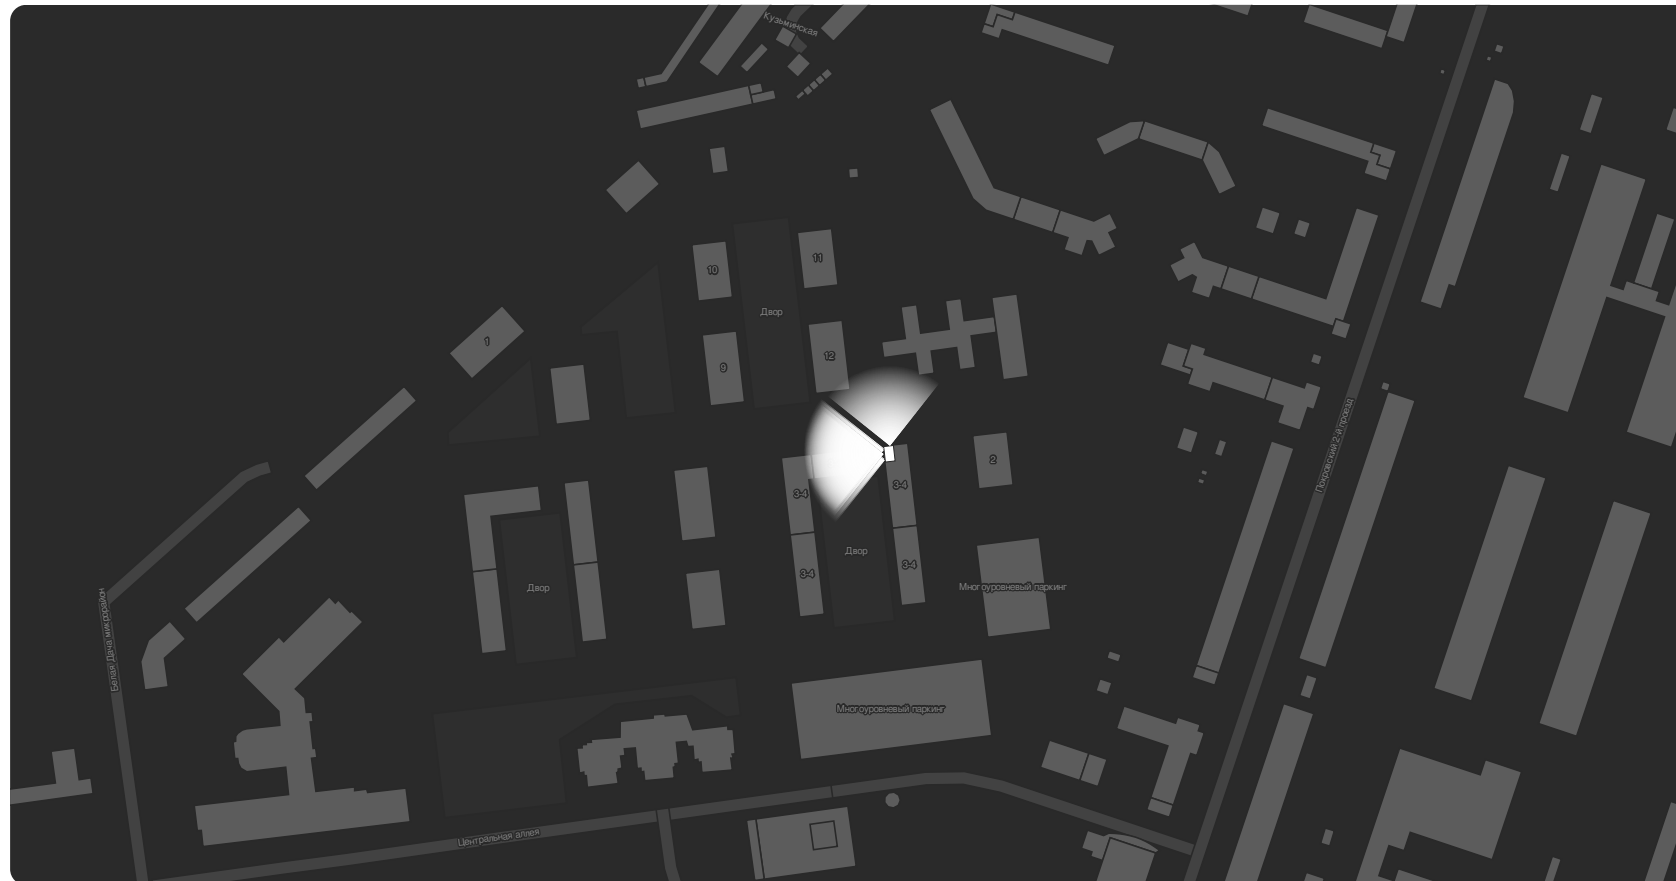 Кузьминская
10
11
Двор
1
12
9
Покровский 2-й проезд
2
3-4
3-4
Двор
3-4
3-4
Двор
Многоуровневый паркинг
Белая Дача микрорайон
Многоуровневый паркинг
Центральная аллея